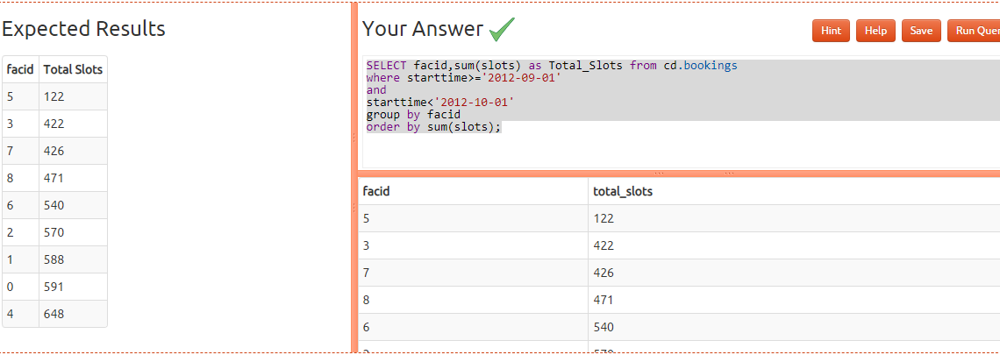 Expected Results
facid Total Slots
5 122
3 422
7 426
8 471
6 540
2 570
1 588
0 591
4 648
Your Answer
Hint Help Save Run Quer
SELECT facid,sum(slots) as Total_Slots from cd.bookings
where starttime>='2012-09-01'
and
starttime<'2012-10-01'
group by facid
order by sum(slots);
facid total_slots
5 122
3 422
7 426
8 471
6 540